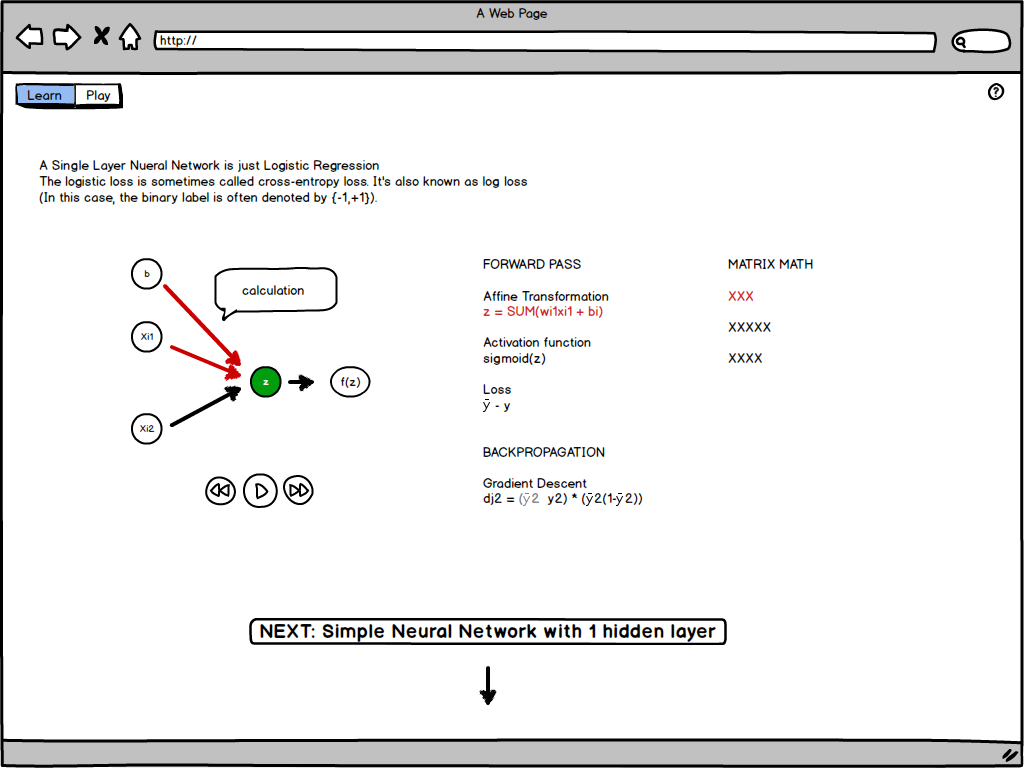 A Web Page
http://
Learn Play
?
A Single Layer Nueral Network is just Logistic Regression
The logistic loss is sometimes called cross-entropy loss. It's also known as log loss
(In this case, the binary label is often denoted by {-1,+1}).
b
calculation
Xi1
z
f(z)
Xi2
FORWARD PASS
Affine Transformation
z = SUM(wi1xi1 + bi)
Activation function
sigmoid(z)
Loss
ȳ - y
BACKPROPAGATION
Gradient Descent
dj2 = (ȳ2 y2) * (ȳ2(1-ȳ2))
MATRIX MATH
XXX
XXXXX
XXXX
NEXT: Simple Neural Network with 1 hidden layer